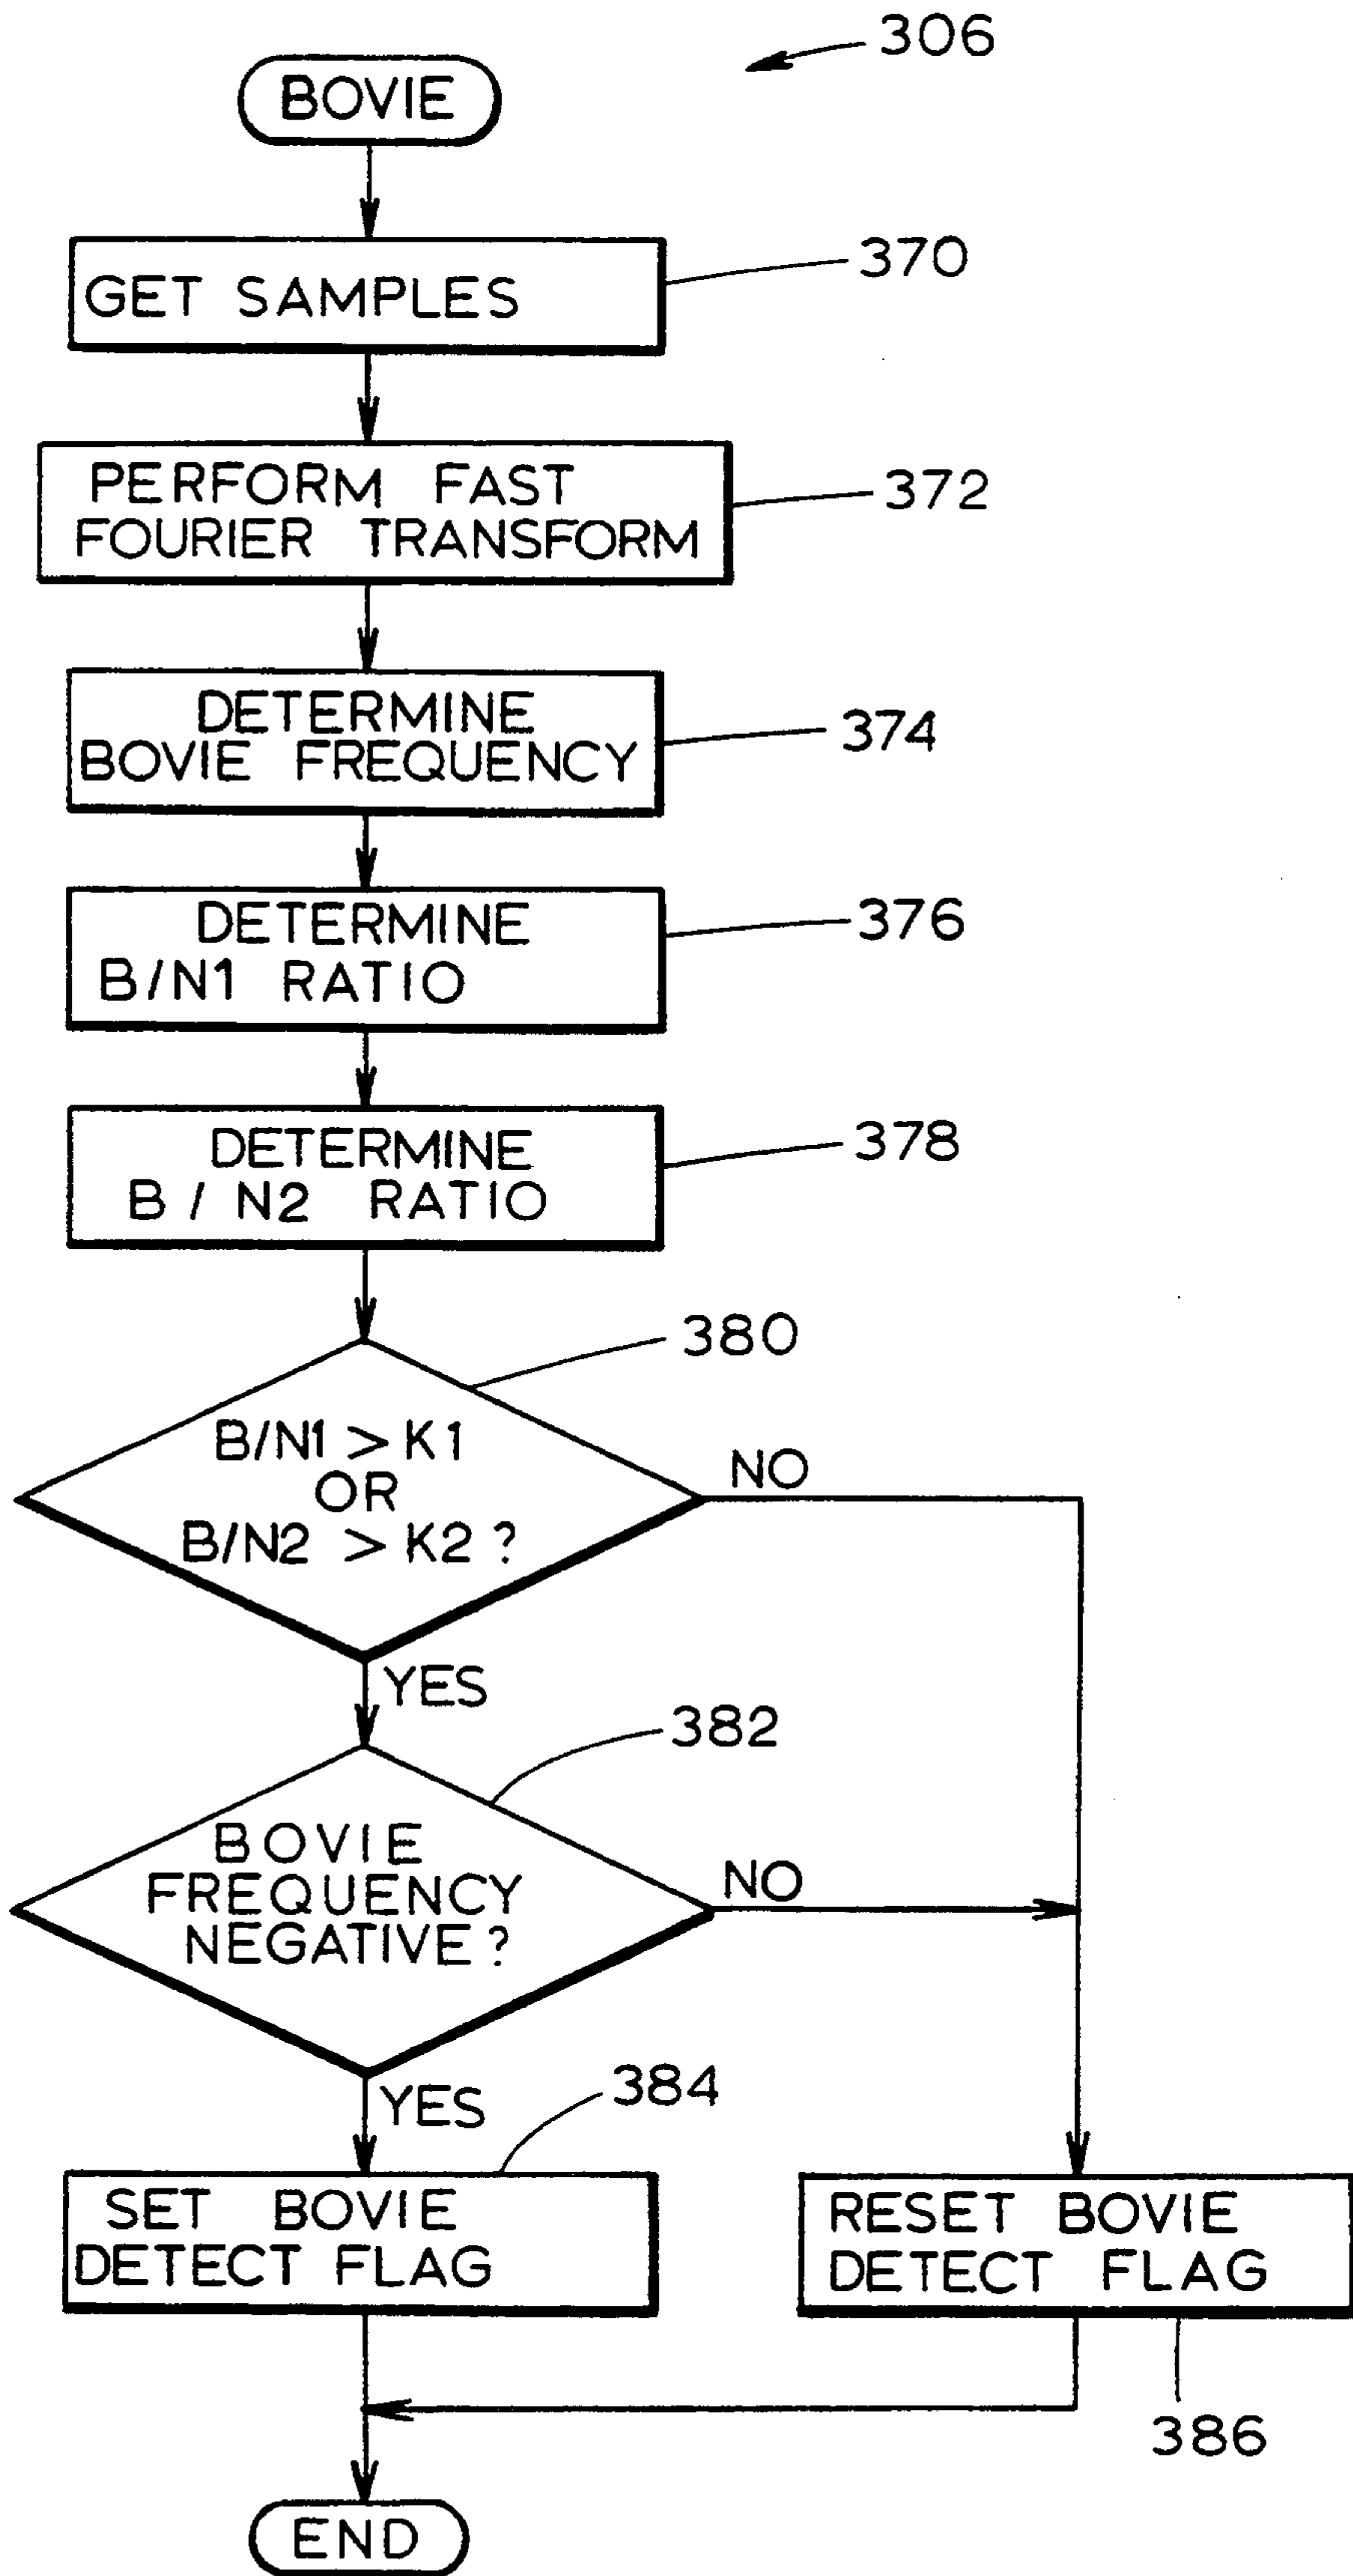 306
BOVIE
GET SAMPLES
370
PERFORM FAST
FOURIER TRANSFORM
372
DETERMINE
BOVIE FREQUENCY
374
DETERMINE
B/N1 RATIO
376
DETERMINE
B / N2 RATIO
378
380
B/N1 > K1
OR
B/N2 > K2 ?
NO
YES
382
BOVIE
FREQUENCY
NEGATIVE ?
NO
YES
384
SET BOVIE
DETECT FLAG
RESET BOVIE
DETECT FLAG
386
END